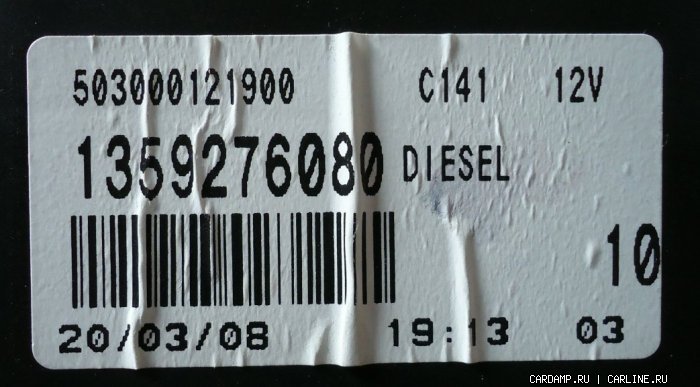 503000121900 C141 12V
1359276080 DIESEL
10
20/03/08 19:13 03
CARDAMP.RU | CARLINE.RU